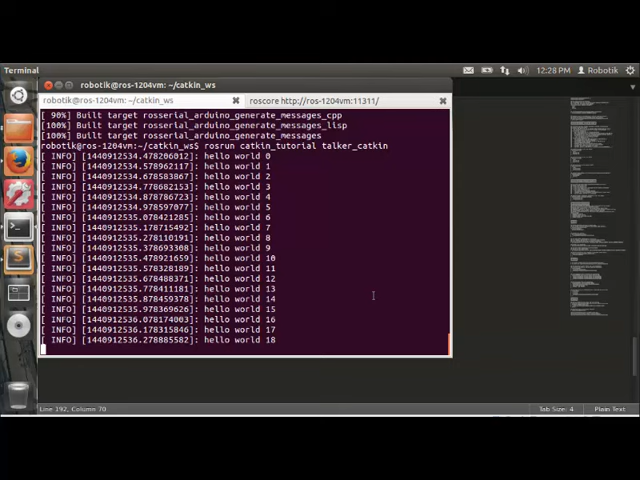 Terminal
12:28 PM Robotik
robotik@ros-1204vm: ~/catkin_ws
robotik@ros-1204vm: ~/catkin_ws
roscore http://ros-1204vm:11311/
[ 90%] Built target rosserial_arduino_generate_messages_cpp
[100%] Built target rosserial_arduino_generate_messages_lisp
[100%] Built target rosserial_arduino_generate_messages
robotik@ros-1204vm:~/catkin_ws$ rosrun catkin_tutorial talker_catkin
[ INFO] [1440912534.478206012]: hello world 0
[ INFO] [1440912534.578962117]: hello world 1
[ INFO] [1440912534.678583867]: hello world 2
[ INFO] [1440912534.778682153]: hello world 3
[ INFO] [1440912534.878786723]: hello world 4
[ INFO] [1440912534.978597077]: hello world 5
[ INFO] [1440912535.078421285]: hello world 6
[ INFO] [1440912535.178715492]: hello world 7
[ INFO] [1440912535.278110191]: hello world 8
[ INFO] [1440912535.378693308]: hello world 9
[ INFO] [1440912535.478921659]: hello world 10
[ INFO] [1440912535.578328189]: hello world 11
[ INFO] [1440912535.678488371]: hello world 12
[ INFO] [1440912535.778411181]: hello world 13
[ INFO] [1440912535.878459378]: hello world 14
[ INFO] [1440912535.978369626]: hello world 15
[ INFO] [1440912536.078174003]: hello world 16
[ INFO] [1440912536.178315846]: hello world 17
[ INFO] [1440912536.278885582]: hello world 18
Line 192, Column 70
Tab Size: 4
Plain Text